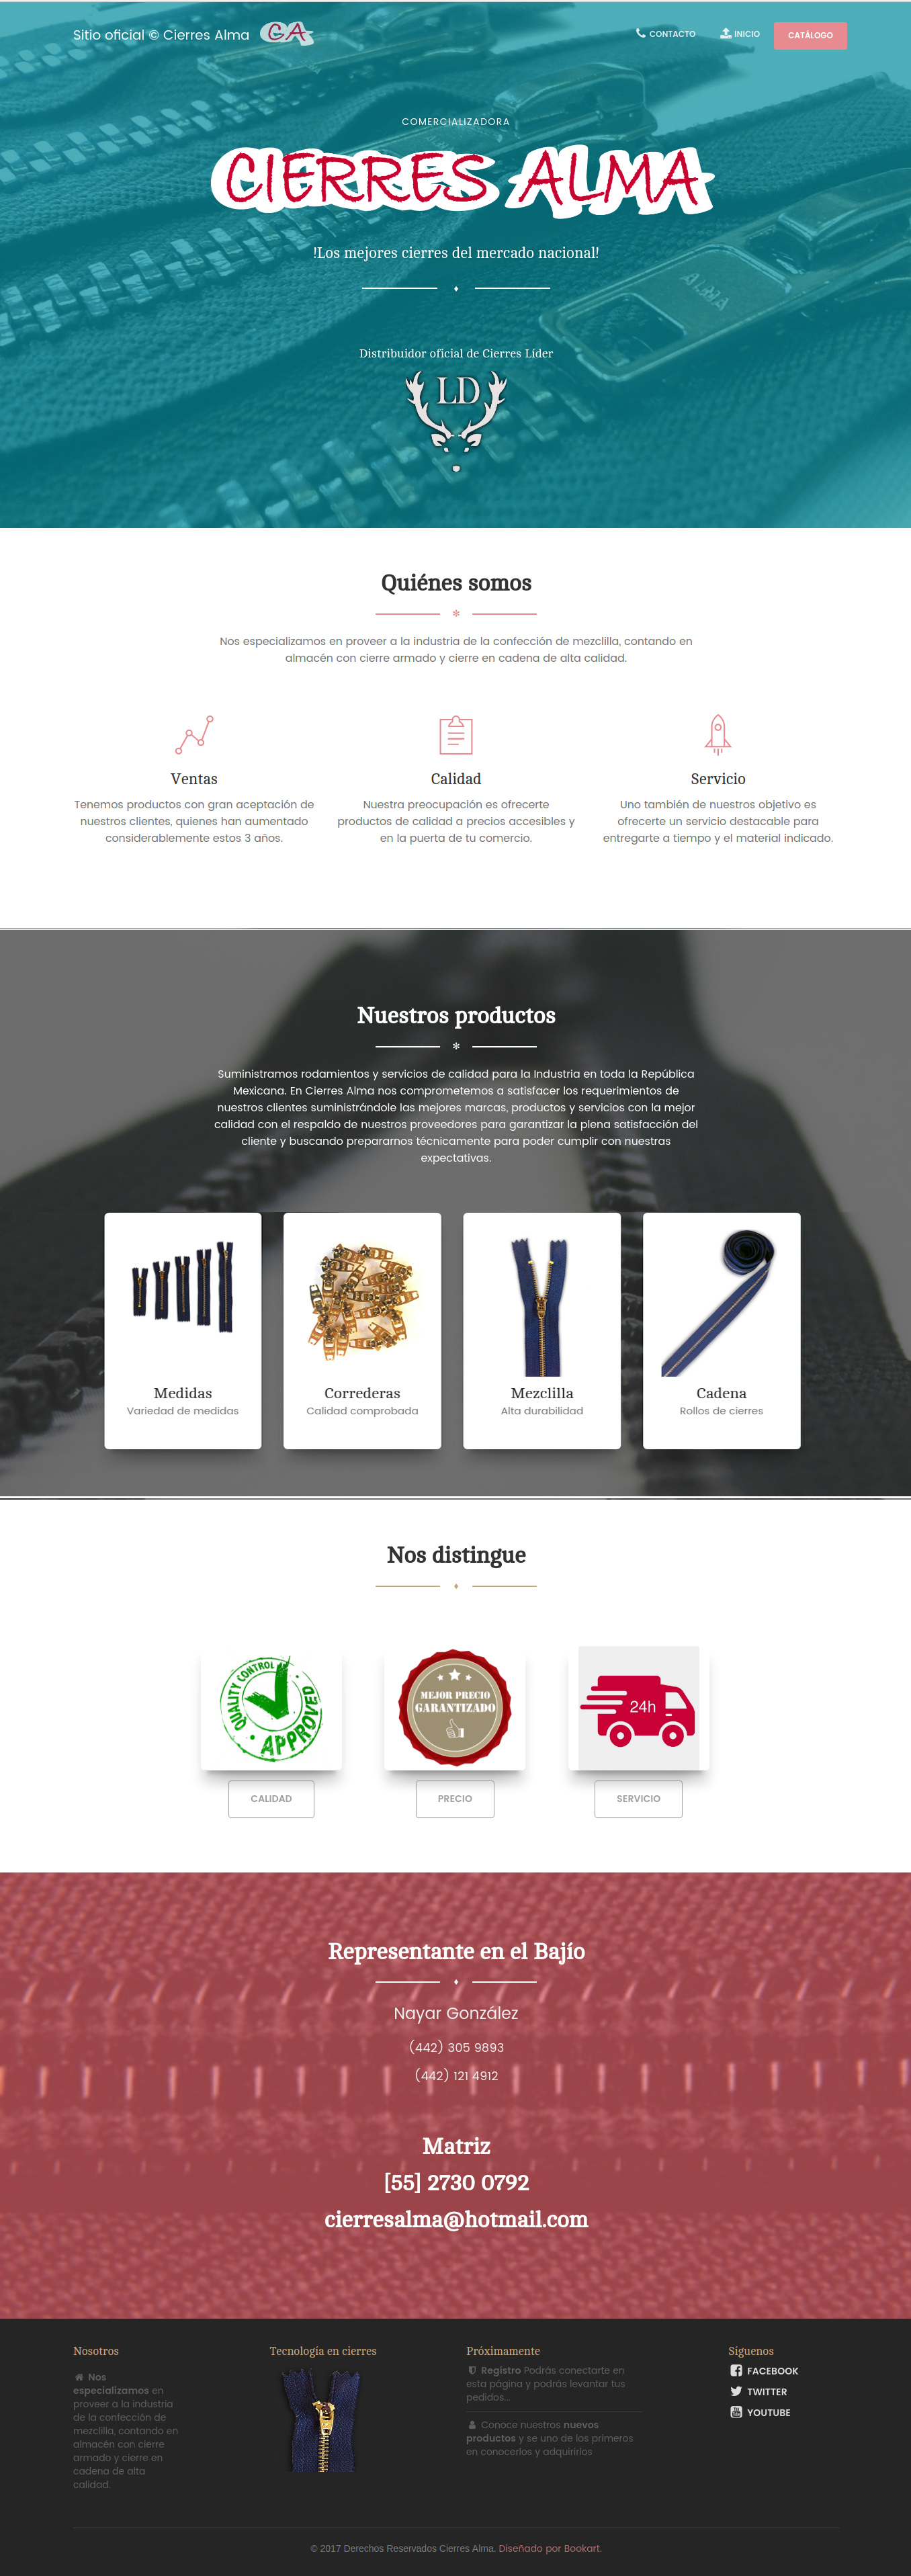 Sitio oficial © Cierres Alma
CA
CONTACTO
INICIO
CATÁLOGO
COMERCIALIZADORA
CIERRES ALMA
!Los mejores cierres del mercado nacional!
ALMA
Distribuidor oficial de Cierres Líder
LD
Quiénes somos
Nos especializamos en proveer a la industria de la confección de mezclilla, contando en
almacén con cierre armado y cierre en cadena de alta calidad.
Ventas
Tenemos productos con gran aceptación de
nuestros clientes, quienes han aumentado
considerablemente estos 3 años.
Calidad
Nuestra preocupación es ofrecerte
productos de calidad a precios accesibles y
en la puerta de tu comercio.
Servicio
Uno también de nuestros objetivo es
ofrecerte un servicio destacable para
entregarte a tiempo y el material indicado.
Nuestros productos
Suministramos rodamientos y servicios de calidad para la Industria en toda la República
Mexicana. En Cierres Alma nos comprometemos a satisfacer los requerimientos de
nuestros clientes suministrándole las mejores marcas, productos y servicios con la mejor
calidad con el respaldo de nuestros proveedores para garantizar la plena satisfacción del
cliente y buscando prepararnos técnicamente para poder cumplir con nuestras
expectativas.
Medidas
Variedad de medidas
Correderas
Calidad comprobada
Mezclilla
Alta durabilidad
Cadena
Rollos de cierres
Nos distingue
QUALITY CONTROL
APPROVED
CALIDAD
MEJOR PRECIO
GARANTIZADO
PRECIO
24h
SERVICIO
Representante en el Bajío
Nayar González
(442) 305 9893
(442) 121 4912
Matriz
[55] 2730 0792
cierresalma@hotmail.com
Nosotros
Nos
especializamos en
proveer a la industria
de la confección de
mezclilla, contando en
almacén con cierre
armado y cierre en
cadena de alta
calidad.
Tecnología en cierres
Próximamente
Registro Podrás conectarte en
esta página y podrás levantar tus
pedidos...
Conoce nuestros nuevos
productos y se uno de los primeros
en conocerlos y adquirirlos
Síguenos
FACEBOOK
TWITTER
YOUTUBE
© 2017 Derechos Reservados Cierres Alma. Diseñado por Bookart.